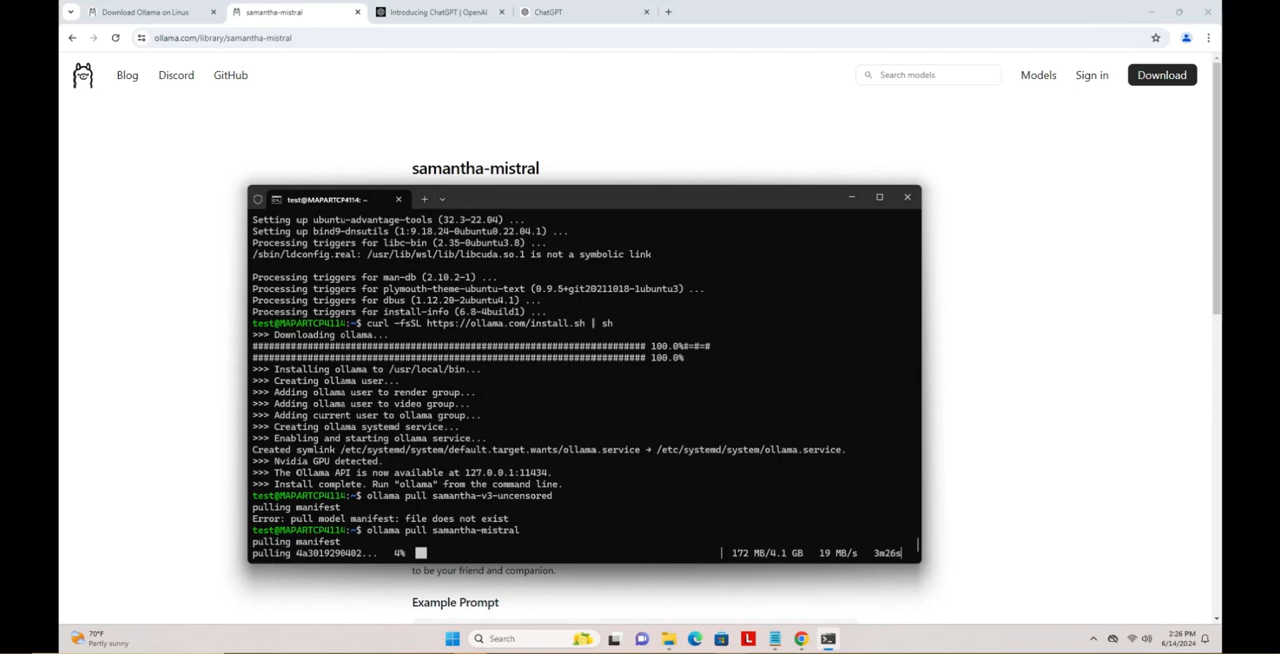 Download Ollama on Linux
samantha-mistral
Introducing ChatGPT | OpenAI
ChatGPT
ollama.com/library/samantha-mistral
Blog
Discord
GitHub
Search models
Models
Sign in
Download
samantha-mistral
test@MAPARTCP4114: ~
Setting up ubuntu-advantage-tools (32.3~22.04) ...
Setting up bind9-dnsutils (1:9.18.24-0ubuntu0.22.04.1) ...
Processing triggers for libc-bin (2.35-0ubuntu3.8) ...
/sbin/ldconfig.real: /usr/lib/wsl/lib/libcuda.so.1 is not a symbolic link
Processing triggers for man-db (2.10.2-1) ...
Processing triggers for plymouth-theme-ubuntu-text (0.9.5+git20211018-1ubuntu3) ...
Processing triggers for dbus (1.12.20-2ubuntu4.1) ...
Processing triggers for install-info (6.8-4build1) ...
test@MAPARTCP4114:~$ curl -fsSL https://ollama.com/install.sh | sh
>>> Downloading ollama...
######################################################################## 100.0%#=#=#
######################################################################## 100.0%
>>> Installing ollama to /usr/local/bin...
>>> Creating ollama user...
>>> Adding ollama user to render group...
>>> Adding ollama user to video group...
>>> Adding current user to ollama group...
>>> Creating ollama systemd service...
>>> Enabling and starting ollama service...
Created symlink /etc/systemd/system/default.target.wants/ollama.service → /etc/systemd/system/ollama.service.
>>> Nvidia GPU detected.
>>> The Ollama API is now available at 127.0.0.1:11434.
>>> Install complete. Run "ollama" from the command line.
test@MAPARTCP4114:~$ ollama pull samantha-v3-uncensored
pulling manifest
Error: pull model manifest: file does not exist
test@MAPARTCP4114:~$ ollama pull samantha-mistral
pulling manifest
pulling 4a3019290402... 4% | 172 MB/4.1 GB 19 MB/s 3m26s
to be your friend and companion.
Example Prompt
70°F
Partly sunny
Search
L
2:26 PM
6/14/2024